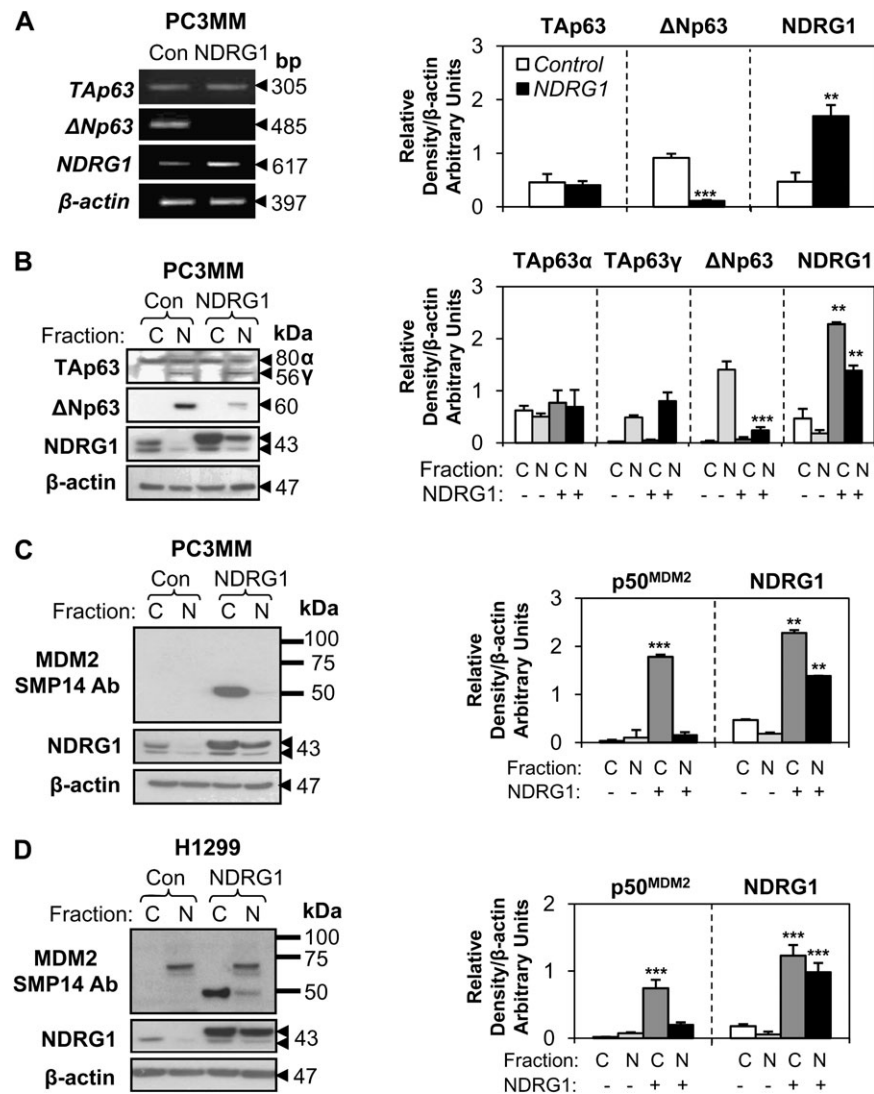 A
PC3MM
Con NDRG1 bp
TAp63 305
ΔNp63 485
NDRG1 617
β-actin 397
TAp63 ΔNp63 NDRG1
Relative
Density/β-actin
Arbitrary Units
3
2
1
0
Control
NDRG1
***
**
B
PC3MM
Con NDRG1
Fraction: C N C N kDa
TAp63 80α
56γ
ΔNp63 60
NDRG1 43
β-actin 47
TAp63α TAp63γ ΔNp63 NDRG1
Relative
Density/β-actin
Arbitrary Units
3
2
1
0
***
**
**
Fraction: C N C N C N C N C N C N C N C N
NDRG1: - - + + - - + + - - + + - - + +
C
PC3MM
Con NDRG1
Fraction: C N C N kDa
100
75
50
MDM2
SMP14 Ab
NDRG1 43
β-actin 47
p50MDM2 NDRG1
Relative
Density/β-actin
Arbitrary Units
3
2
1
0
***
**
**
Fraction: C N C N C N C N
NDRG1: - - + + - - + +
D
H1299
Con NDRG1
Fraction: C N C N kDa
100
75
50
MDM2
SMP14 Ab
NDRG1 43
β-actin 47
p50MDM2 NDRG1
Relative
Density/β-actin
Arbitrary Units
2
1
0
***
***
***
Fraction: C N C N C N C N
NDRG1: - - + + - - + +